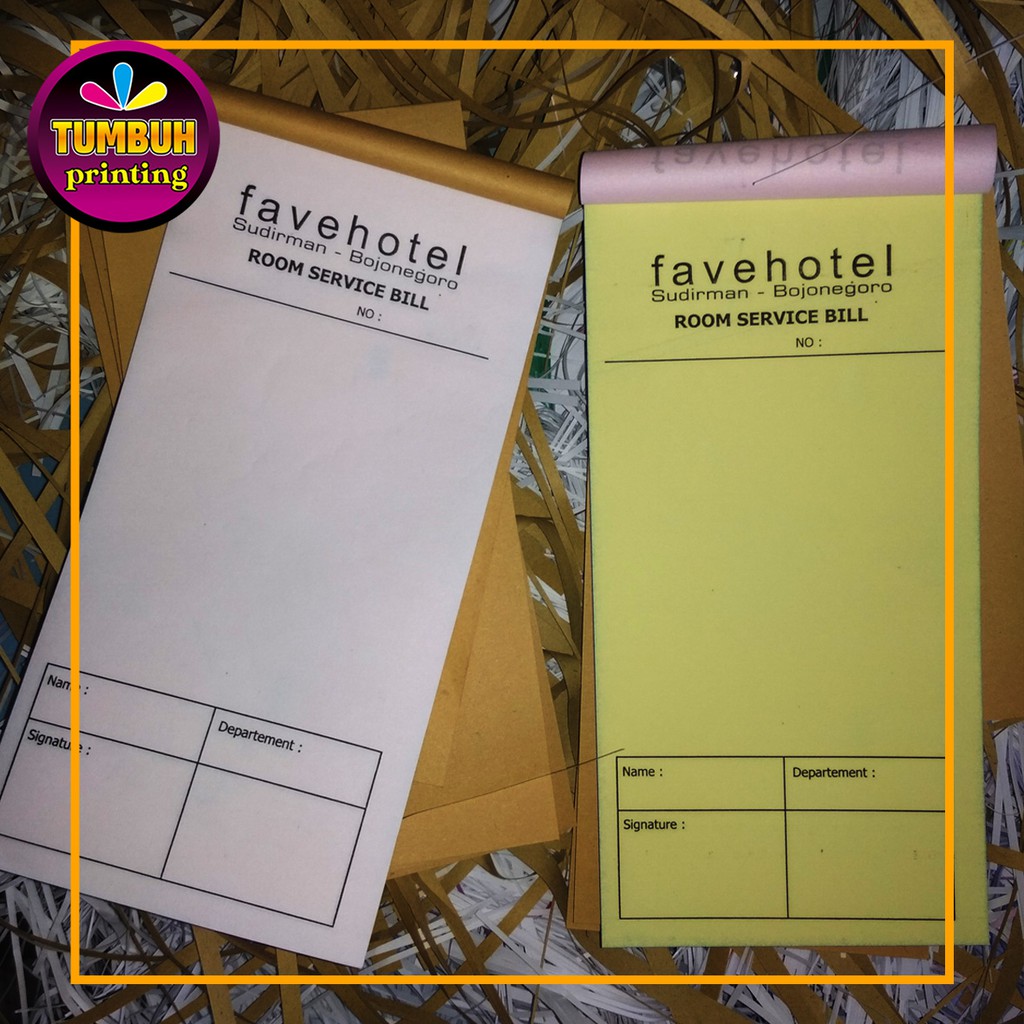 TUMBUH
printing
favehotel
Sudirman - Bojonegoro
ROOM SERVICE BILL
NO :
Name :
Departement :
Signature :
favehotel
favehotel
Sudirman - Bojonegoro
ROOM SERVICE BILL
NO :
Name :
Departement :
Signature :